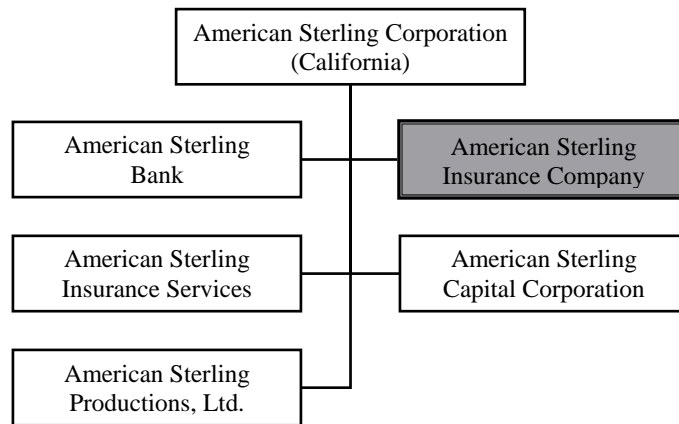 American Sterling Corporation
(California)
American Sterling
Bank
American Sterling
Insurance Company
American Sterling
Insurance Services
American Sterling
Capital Corporation
American Sterling
Productions, Ltd.